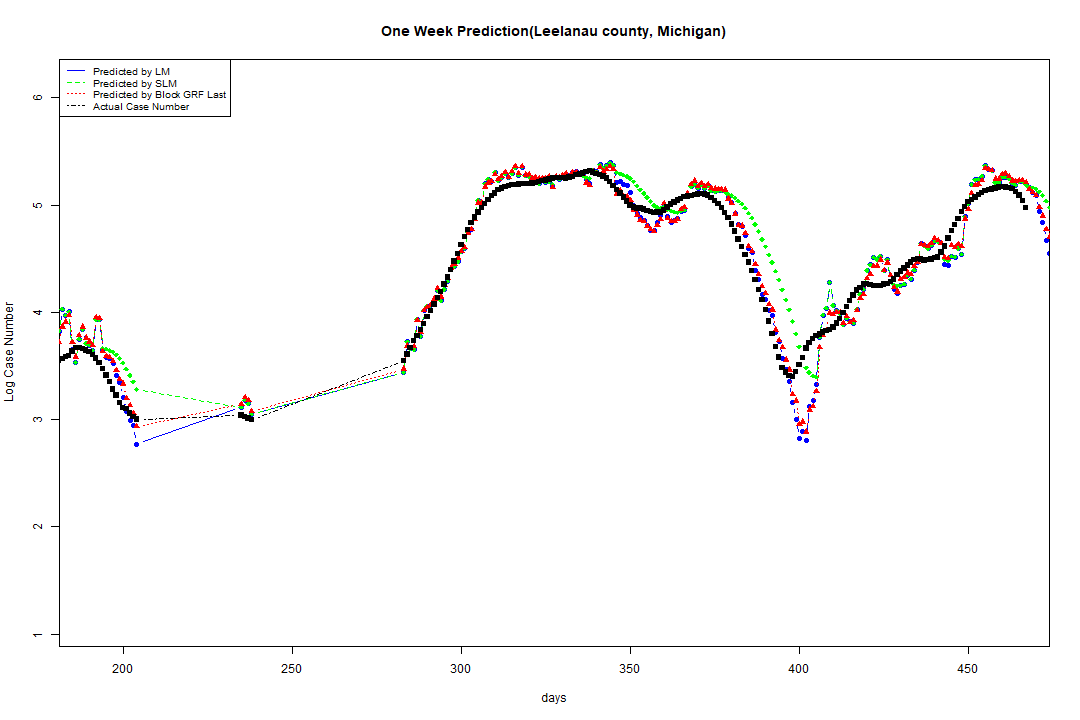 One Week Prediction(Leelanau county, Michigan)
Predicted by LM
Predicted by SLM
Predicted by Block GRF Last
Actual Case Number
6
5
4
3
2
1
Log Case Number
200 250 300 350 400 450
days